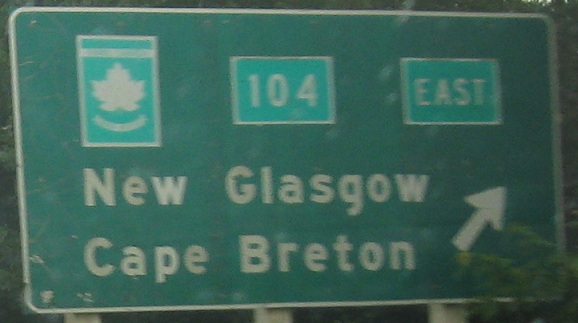 104 EAST
New Glasgow
Cape Breton